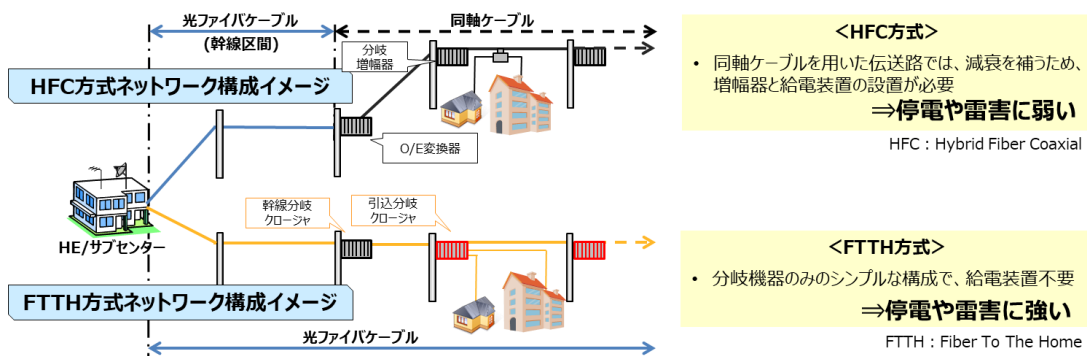 光ファイバケーブル
(幹線区間)
同軸ケーブル
分岐
増幅器
HFC方式ネットワーク構成イメージ
O/E変換器
HE/サブセンター
幹線分岐
クロージャ
引込分岐
クロージャ
FTTH方式ネットワーク構成イメージ
光ファイバケーブル
<HFC方式>
• 同軸ケーブルを用いた伝送路では、減衰を補うため、
増幅器と給電装置の設置が必要
⇒停電や雷害に弱い
HFC：Hybrid Fiber Coaxial
<FTTH方式>
• 分岐機器のみのシンプルな構成で、給電装置不要
⇒停電や雷害に強い
FTTH：Fiber To The Home